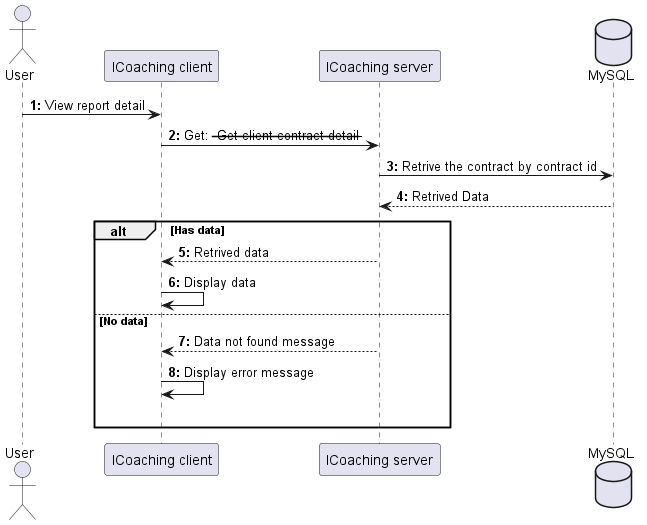 User
ICoaching client
ICoaching server
MySQL
1: View report detail
2: Get: Get client contract detail
3: Retrive the contract by contract id
4: Retrived Data
alt [Has data]
5: Retrived data
6: Display data
[No data]
7: Data not found message
8: Display error message
User
ICoaching client
ICoaching server
MySQL